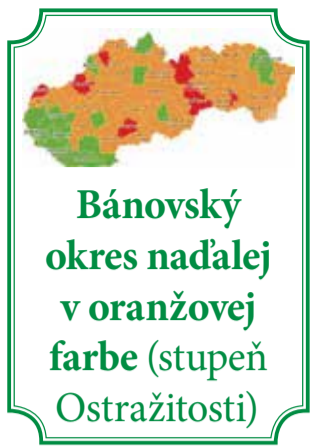 Bánovský
okres naďalej
v oranžovej
farbe (stupeň
Ostražitosti)